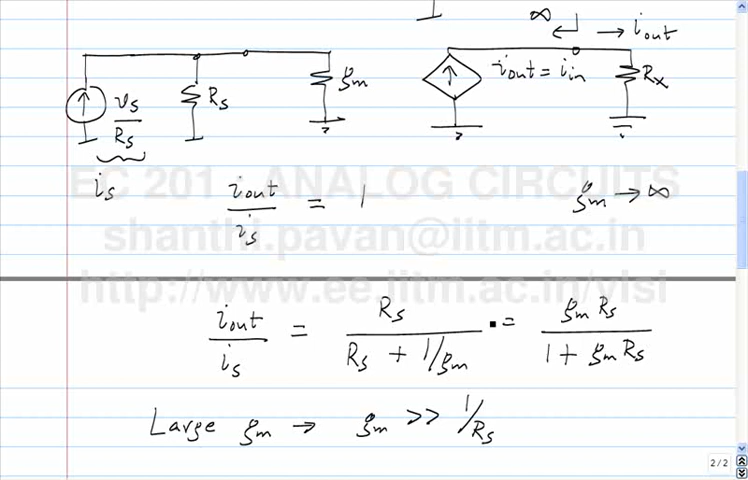 ∞ → i_out
v_s/R_s R_s g_m i_out = i_in R_x
i_s
i_out/i_s = 1 g_m → ∞
EC 201 : ANALOG CIRCUITS
shanthi.pavan@iitm.ac.in
http://www.ee.iitm.ac.in/vlsi
i_out/i_s = R_s/(R_s + 1/g_m) = g_m R_s/(1 + g_m R_s)
Large g_m → g_m >> 1/R_s
2/2